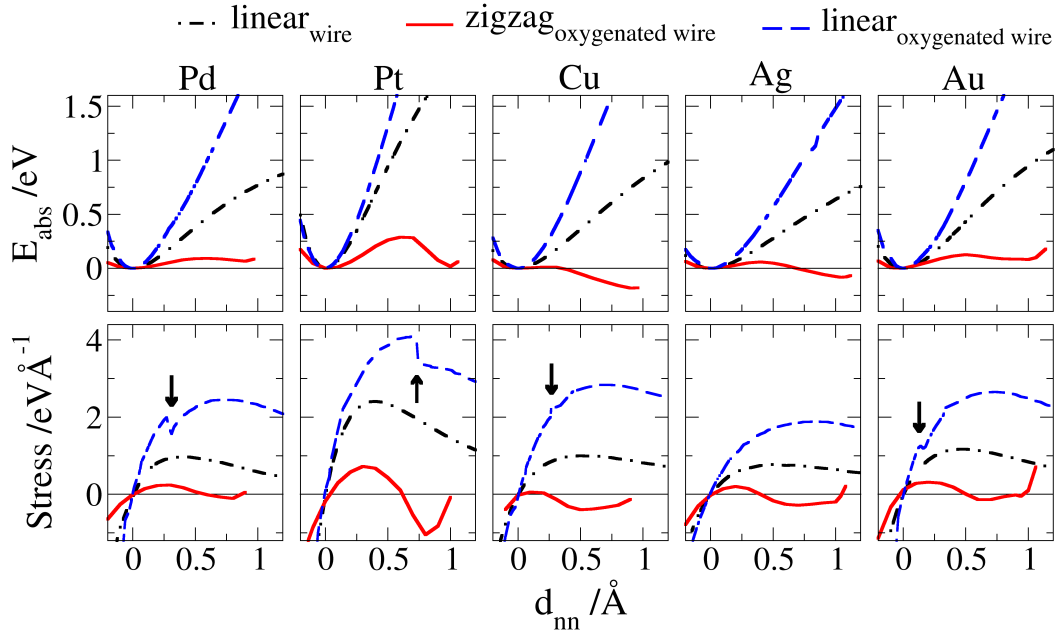 linear_wire zigzag_oxygenated wire linear_oxygenated wire
Pd Pt Cu Ag Au
E_abs /eV
1.5
1
0.5
0
Stress /eVÅ^-1
4
2
0
0 0.5 1 0 0.5 1 0 0.5 1 0 0.5 1 0 0.5 1
d_nn /Å